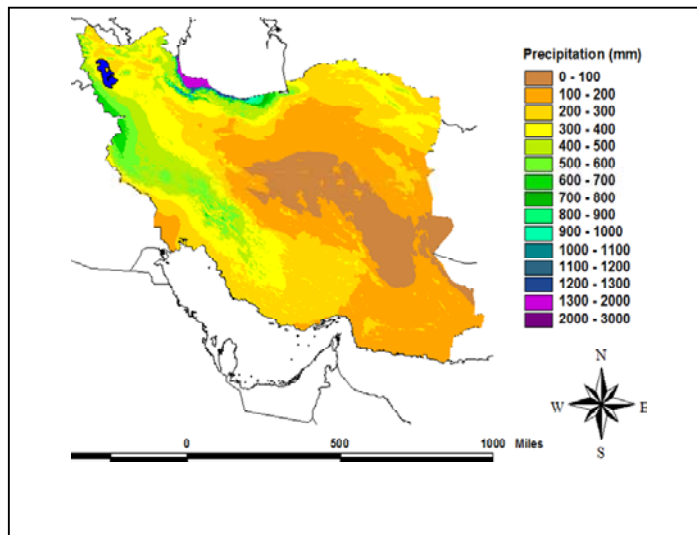 Precipitation (mm)
0 - 100
100 - 200
200 - 300
300 - 400
400 - 500
500 - 600
600 - 700
700 - 800
800 - 900
900 - 1000
1000 - 1100
1100 - 1200
1200 - 1300
1300 - 2000
2000 - 3000
N
W E
S
0 500 1000 Miles